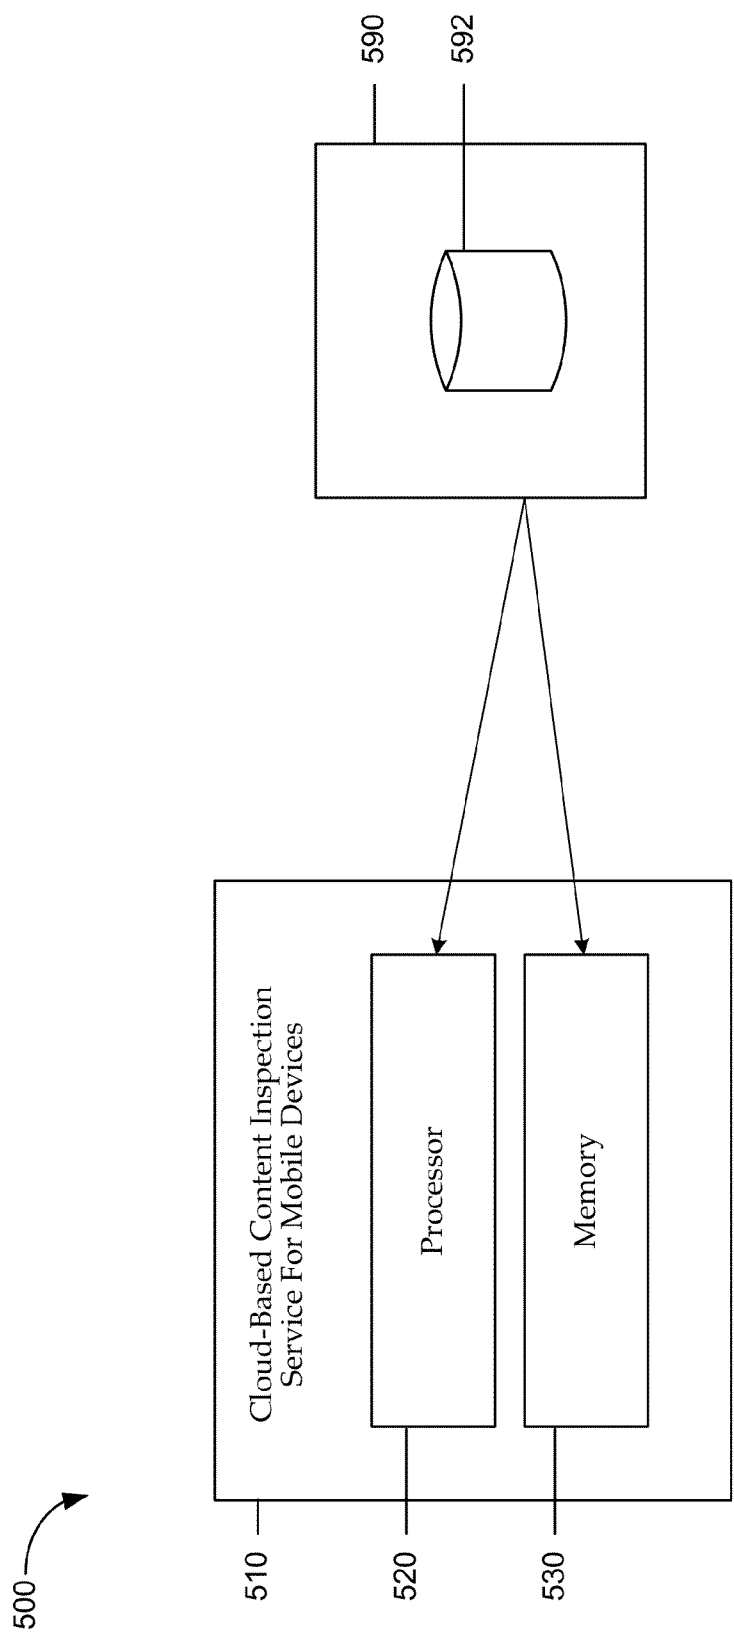 500
510
Cloud-Based Content Inspection
Service For Mobile Devices
520
Processor
530
Memory
590
592